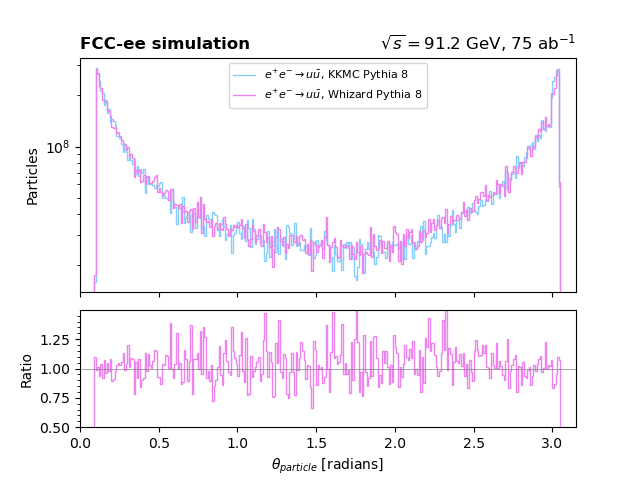 FCC-ee simulation √s = 91.2 GeV, 75 ab⁻¹
e⁺e⁻ → uū, KKMC Pythia 8
e⁺e⁻ → uū, Whizard Pythia 8
Particles
10⁸
Ratio
1.25
1.00
0.75
0.50
0.0 0.5 1.0 1.5 2.0 2.5 3.0
θparticle [radians]